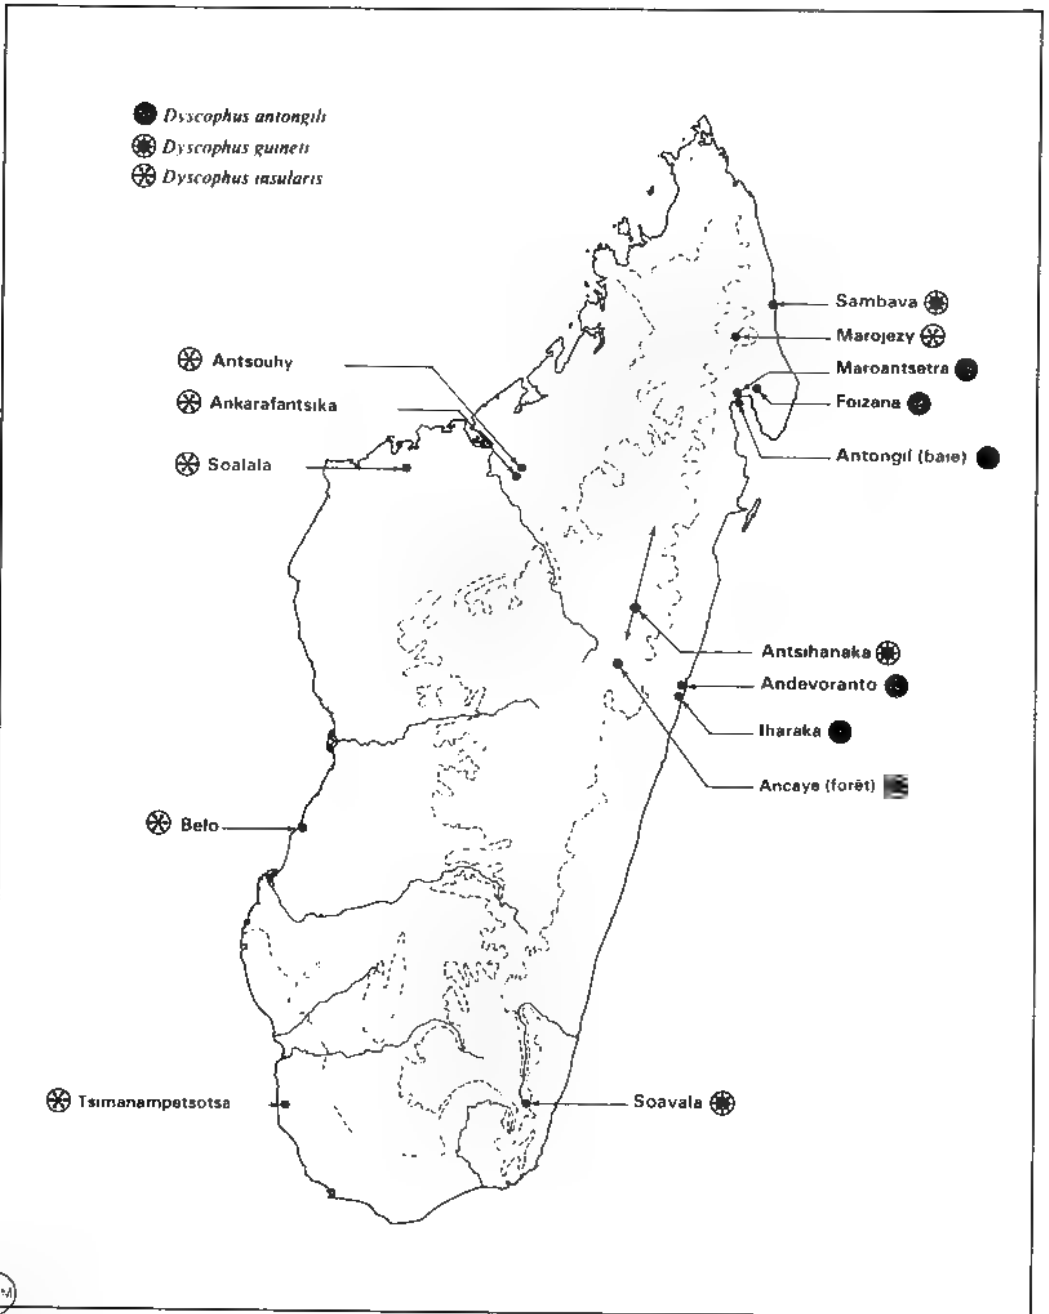 Dyscophus antongili
Dyscophus guineti
Dyscophus insularis
Sambava
Marojezy
Antsouhy
Maroantsetra
Ankarafantsika
Foizana
Antongil (baie)
Soalala
Antsihanaka
Andevoranto
Iharaka
Ancaye (forêt)
Belo
Tsimanampetsotsa
Soavala